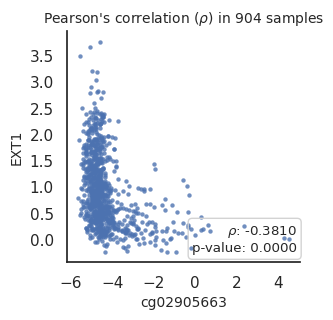 Pearson's correlation (ρ) in 904 samples
3.5
3.0
2.5
2.0
1.5
1.0
0.5
0.0
EXT1
ρ: -0.3810
p-value: 0.0000
−6 −4 −2 0 2 4
cg02905663